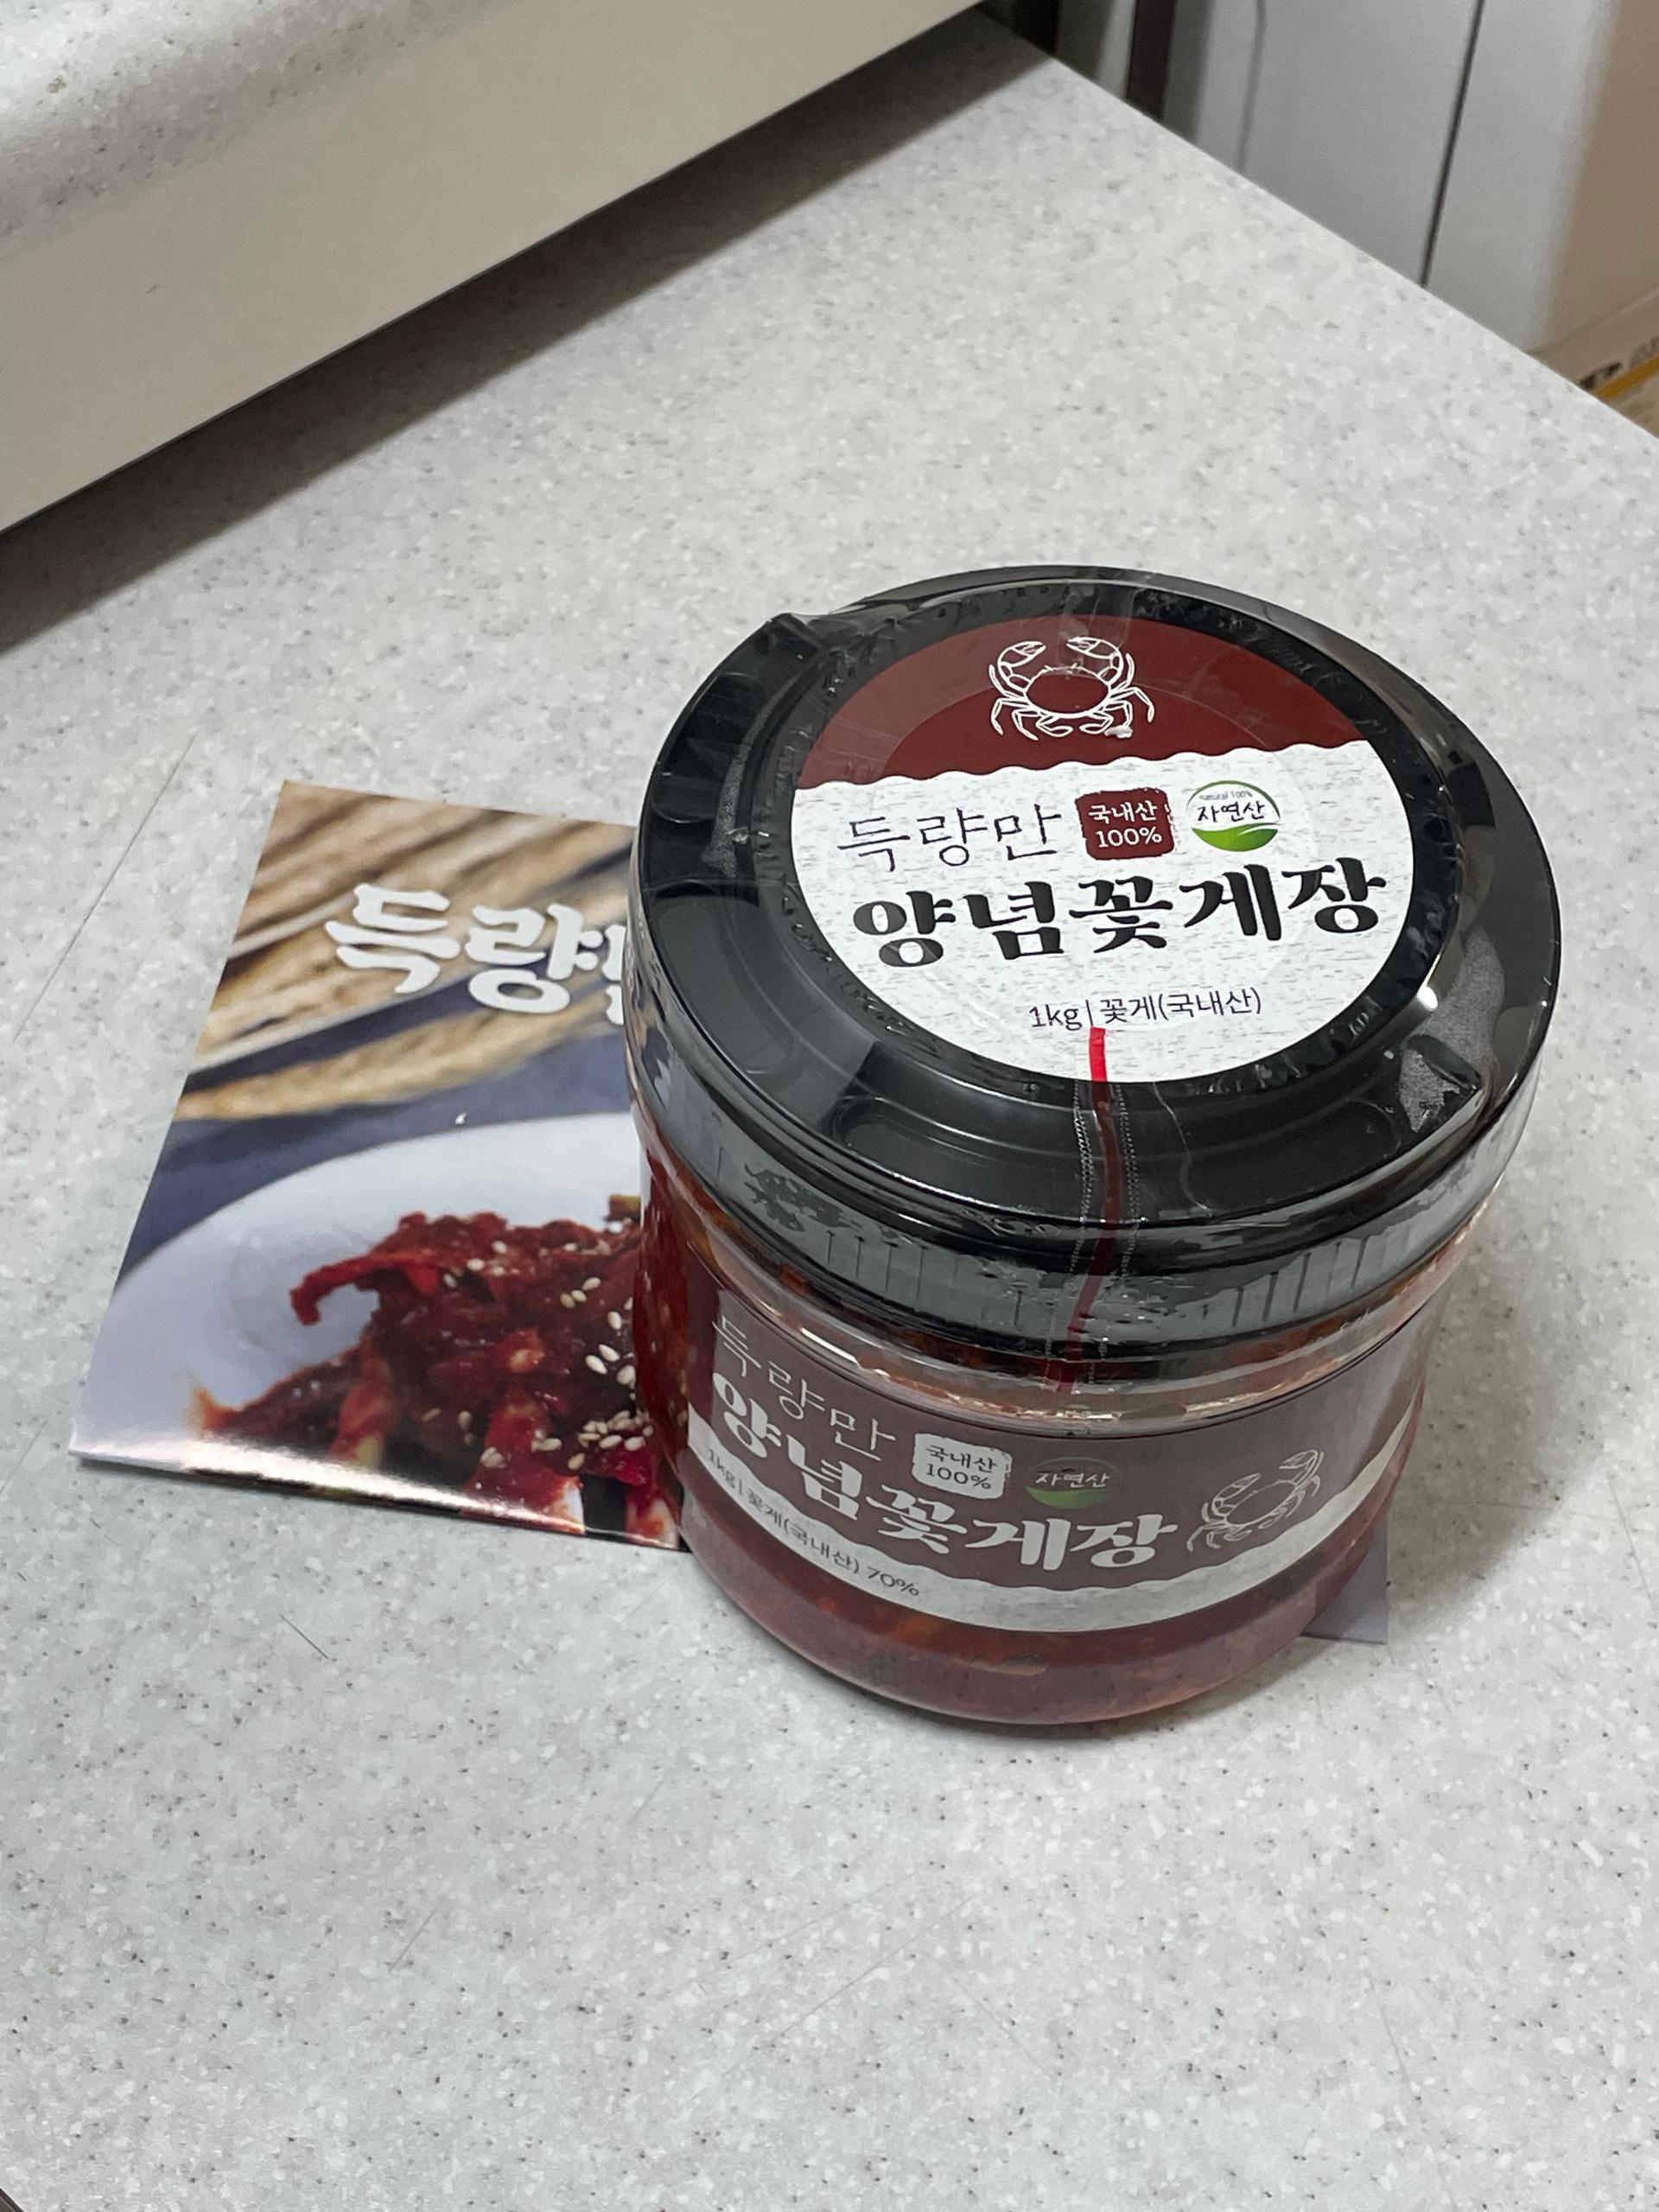 득량만
국내산
100%
natural 100%
자연산
양념꽃게장
1kg | 꽃게(국내산)
득량
득량만
국내산
100%
자연산
양념꽃게장
1kg | 꽃게(국내산) 70%